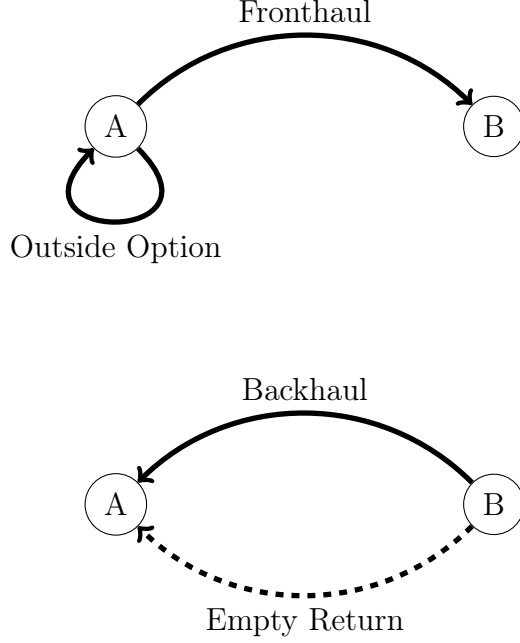 Fronthaul
A
B
Outside Option
Backhaul
A
B
Empty Return